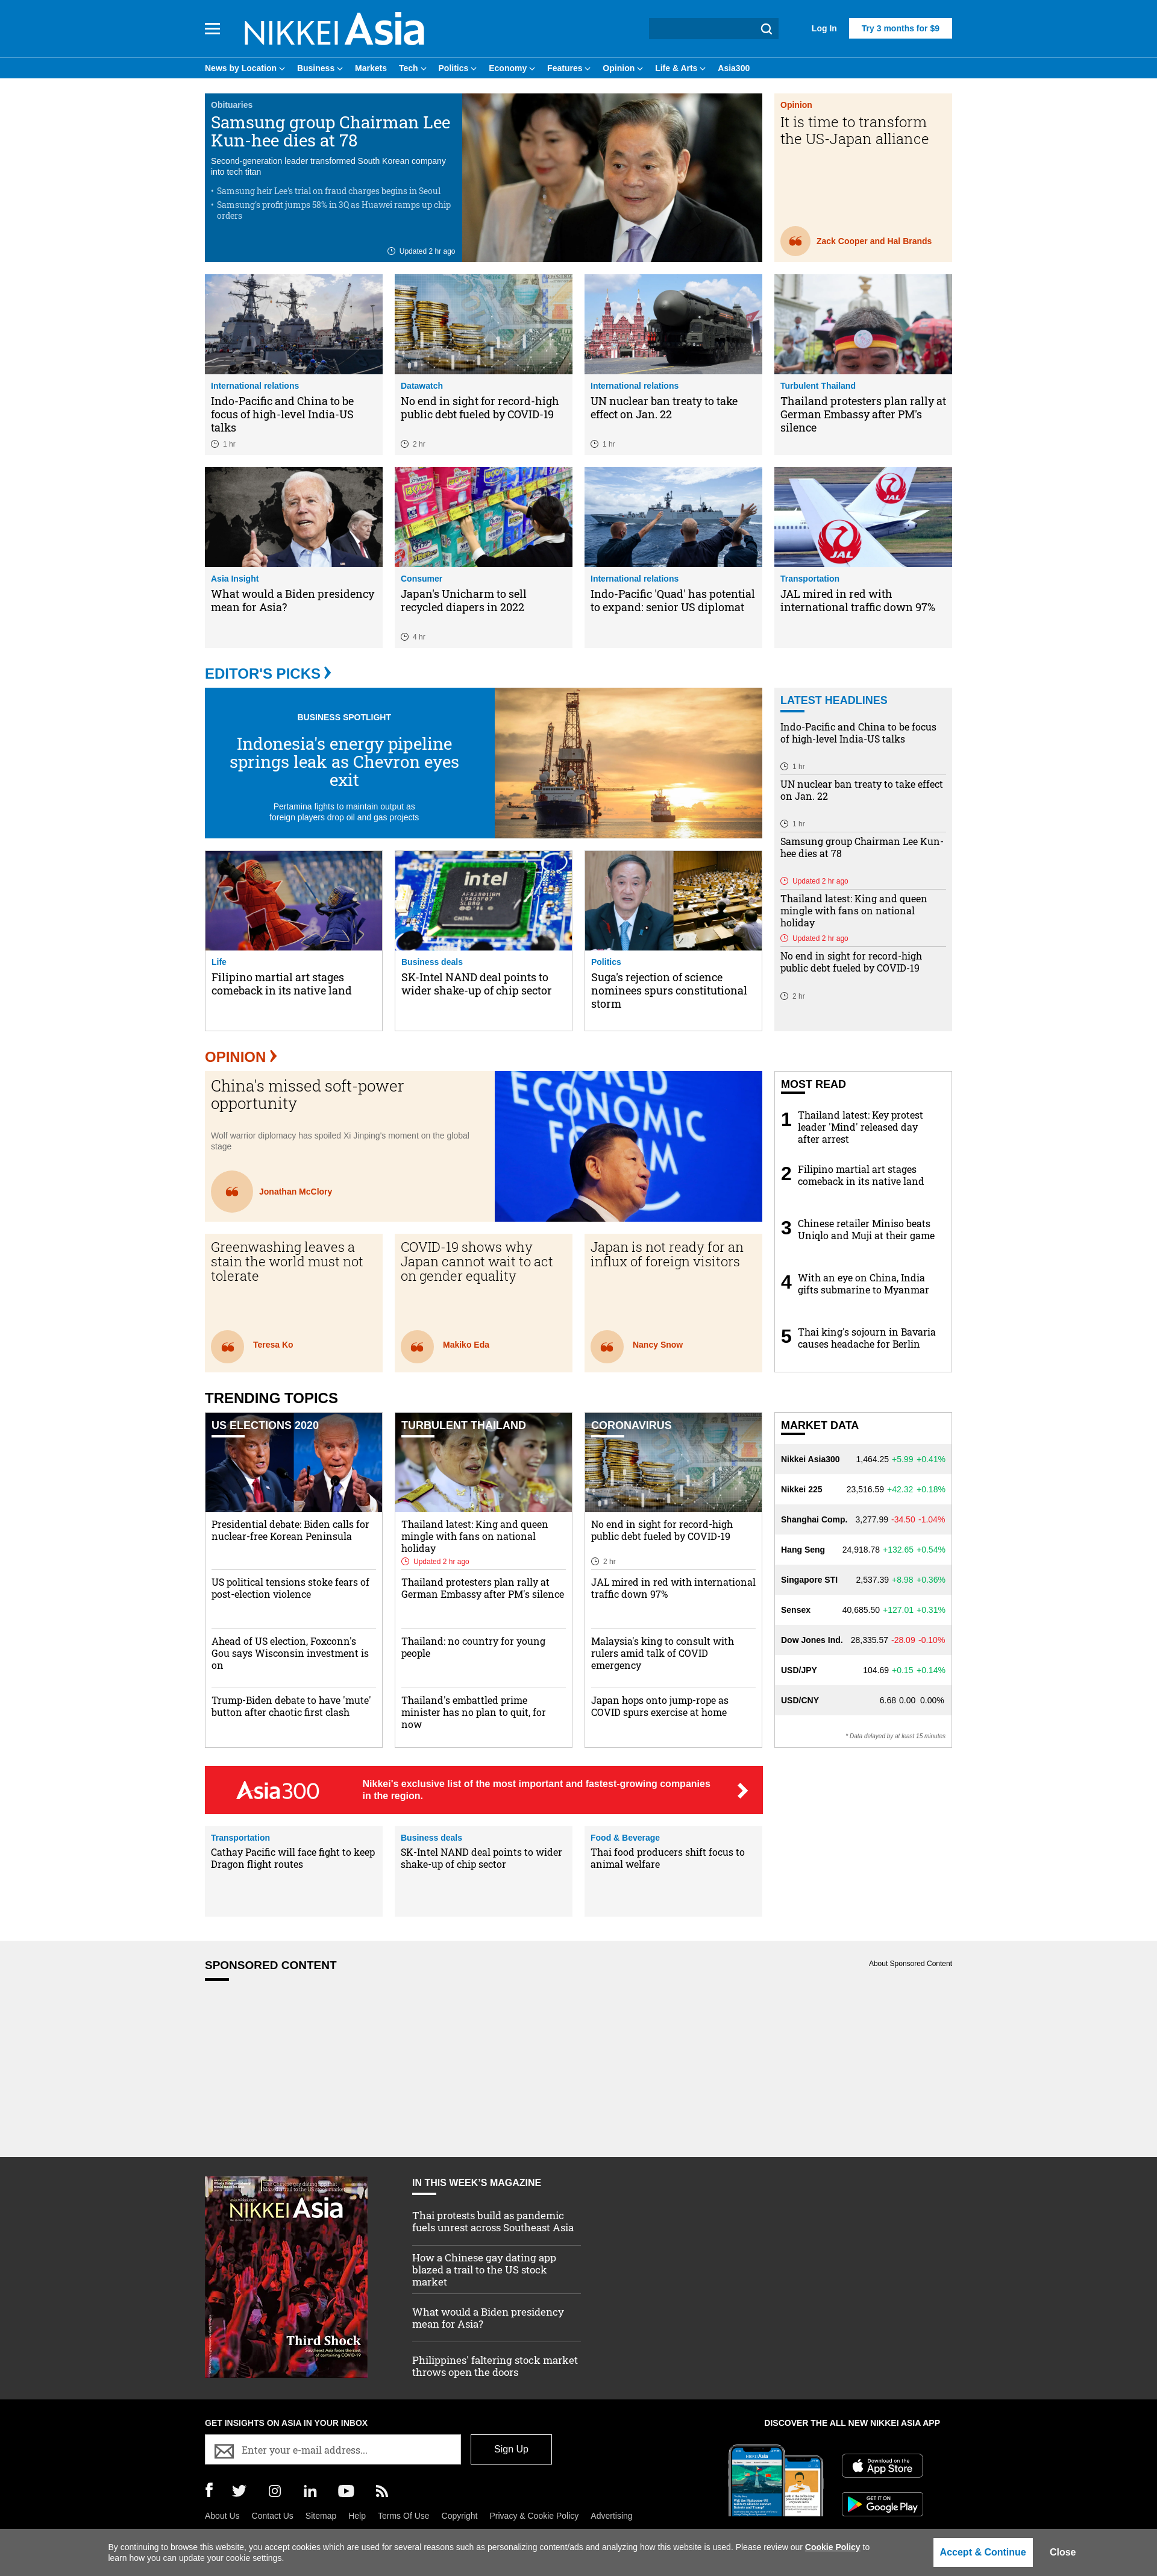 NIKKEI Asia
Log In
Try 3 months for $9
News by Location
Business
Markets
Tech
Politics
Economy
Features
Opinion
Life & Arts
Asia300
Obituaries
Samsung group Chairman Lee
Kun-hee dies at 78
Second-generation leader transformed South Korean company
into tech titan
• Samsung heir Lee's trial on fraud charges begins in Seoul
• Samsung's profit jumps 58% in 3Q as Huawei ramps up chip
orders
Updated 2 hr ago
Opinion
It is time to transform
the US-Japan alliance
Zack Cooper and Hal Brands
International relations
Indo-Pacific and China to be
focus of high-level India-US
talks
1 hr
Datawatch
No end in sight for record-high
public debt fueled by COVID-19
2 hr
International relations
UN nuclear ban treaty to take
effect on Jan. 22
1 hr
Turbulent Thailand
Thailand protesters plan rally at
German Embassy after PM's
silence
JAL
JAL
Asia Insight
What would a Biden presidency
mean for Asia?
Consumer
Japan's Unicharm to sell
recycled diapers in 2022
4 hr
International relations
Indo-Pacific 'Quad' has potential
to expand: senior US diplomat
Transportation
JAL mired in red with
international traffic down 97%
EDITOR'S PICKS
BUSINESS SPOTLIGHT
Indonesia's energy pipeline
springs leak as Chevron eyes
exit
Pertamina fights to maintain output as
foreign players drop oil and gas projects
LATEST HEADLINES
Indo-Pacific and China to be focus
of high-level India-US talks
1 hr
UN nuclear ban treaty to take effect
on Jan. 22
1 hr
Samsung group Chairman Lee Kun-
hee dies at 78
Updated 2 hr ago
Thailand latest: King and queen
mingle with fans on national
holiday
Updated 2 hr ago
No end in sight for record-high
public debt fueled by COVID-19
2 hr
intel
CHINA
Life
Filipino martial art stages
comeback in its native land
Business deals
SK-Intel NAND deal points to
wider shake-up of chip sector
Politics
Suga's rejection of science
nominees spurs constitutional
storm
OPINION
China's missed soft-power
opportunity
Wolf warrior diplomacy has spoiled Xi Jinping's moment on the global
stage
Jonathan McClory
WORLD
ECONOMIC
FORUM
Greenwashing leaves a
stain the world must not
tolerate
Teresa Ko
COVID-19 shows why
Japan cannot wait to act
on gender equality
Makiko Eda
Japan is not ready for an
influx of foreign visitors
Nancy Snow
MOST READ
1 Thailand latest: Key protest
leader 'Mind' released day
after arrest
2 Filipino martial art stages
comeback in its native land
3 Chinese retailer Miniso beats
Uniqlo and Muji at their game
4 With an eye on China, India
gifts submarine to Myanmar
5 Thai king's sojourn in Bavaria
causes headache for Berlin
TRENDING TOPICS
US ELECTIONS 2020
Presidential debate: Biden calls for
nuclear-free Korean Peninsula
US political tensions stoke fears of
post-election violence
Ahead of US election, Foxconn's
Gou says Wisconsin investment is
on
Trump-Biden debate to have 'mute'
button after chaotic first clash
TURBULENT THAILAND
Thailand latest: King and queen
mingle with fans on national
holiday
Updated 2 hr ago
Thailand protesters plan rally at
German Embassy after PM's silence
Thailand: no country for young
people
Thailand's embattled prime
minister has no plan to quit, for
now
CORONAVIRUS
No end in sight for record-high
public debt fueled by COVID-19
2 hr
JAL mired in red with international
traffic down 97%
Malaysia's king to consult with
rulers amid talk of COVID
emergency
Japan hops onto jump-rope as
COVID spurs exercise at home
MARKET DATA
Nikkei Asia300 1,464.25 +5.99 +0.41%
Nikkei 225 23,516.59 +42.32 +0.18%
Shanghai Comp. 3,277.99 -34.50 -1.04%
Hang Seng 24,918.78 +132.65 +0.54%
Singapore STI 2,537.39 +8.98 +0.36%
Sensex 40,685.50 +127.01 +0.31%
Dow Jones Ind. 28,335.57 -28.09 -0.10%
USD/JPY 104.69 +0.15 +0.14%
USD/CNY 6.68 0.00 0.00%
* Data delayed by at least 15 minutes
Asia300
Nikkei's exclusive list of the most important and fastest-growing companies
in the region.
Transportation
Cathay Pacific will face fight to keep
Dragon flight routes
Business deals
SK-Intel NAND deal points to wider
shake-up of chip sector
Food & Beverage
Thai food producers shift focus to
animal welfare
SPONSORED CONTENT
About Sponsored Content
NIKKEI Asia
Third Shock
Southeast Asia faces the cost
of containing COVID-19
IN THIS WEEK'S MAGAZINE
Thai protests build as pandemic
fuels unrest across Southeast Asia
How a Chinese gay dating app
blazed a trail to the US stock
market
What would a Biden presidency
mean for Asia?
Philippines' faltering stock market
throws open the doors
GET INSIGHTS ON ASIA IN YOUR INBOX
Enter your e-mail address...
Sign Up
DISCOVER THE ALL NEW NIKKEI ASIA APP
Download on the
App Store
GET IT ON
Google Play
About Us
Contact Us
Sitemap
Help
Terms Of Use
Copyright
Privacy & Cookie Policy
Advertising
By continuing to browse this website, you accept cookies which are used for several reasons such as personalizing content/ads and analyzing how this website is used. Please review our Cookie Policy to
learn how you can update your cookie settings.
Accept & Continue
Close